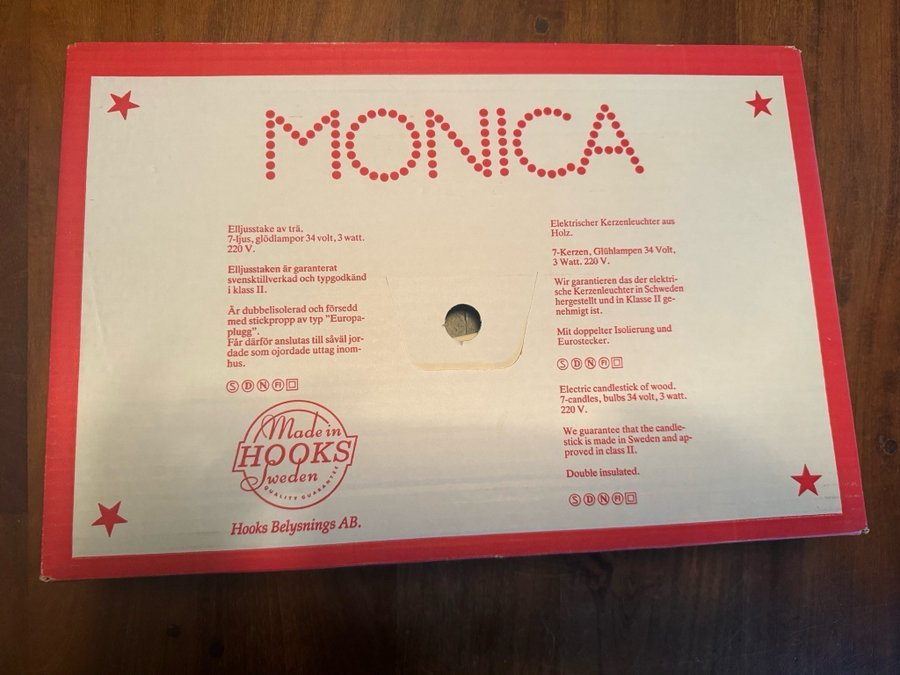 MONICA
Elljusstake av trä,
7-ljus, glödlampor 34 volt, 3 watt.
220 V.
Elljusstaken är garanterat
svensktillverkad och typgodkänd
i klass II.
Är dubbelisolerad och försedd
med stickpropp av typ "Europa-
plugg".
Får därför anslutas till såväl jor-
dade som ojordade uttag inom-
hus.
S D N FI
Made in
HOOKS
Sweden
QUALITY GUARANTEE
Hooks Belysnings AB.
Elektrischer Kerzenleuchter aus
Holz.
7-Kerzen, Glühlampen 34 Volt,
3 Watt. 220 V.
Wir garantieren das der elektri-
sche Kerzenleuchter in Schweden
hergestellt und in Klasse II ge-
nehmigt ist.
Mit doppelter Isolierung und
Eurostecker.
S D N FI
Electric candlestick of wood.
7-candles, bulbs 34 volt, 3 watt.
220 V.
We guarantee that the candle-
stick is made in Sweden and ap-
proved in class II.
Double insulated.
S D N FI